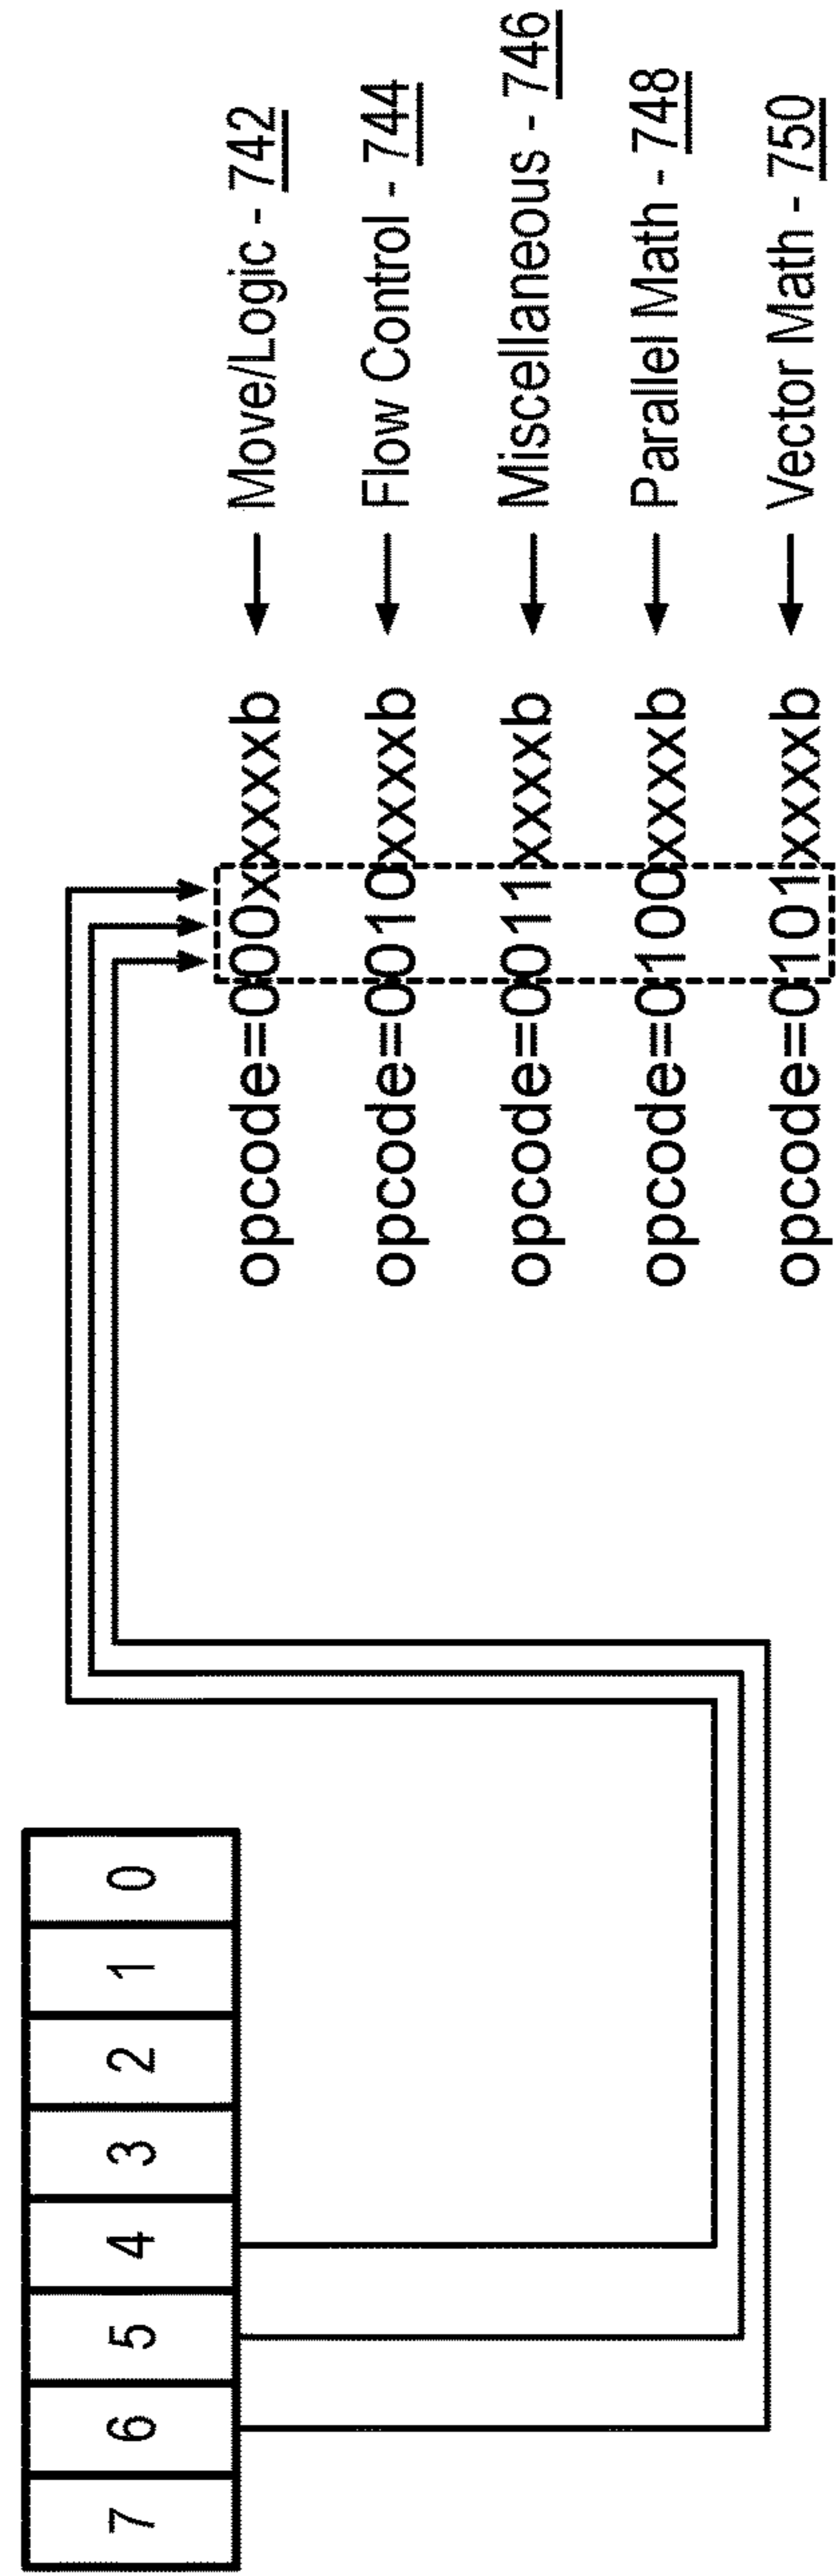 7 6 5 4 3 2 1 0
opcode=000xxxxxb ← Move/Logic - 742
opcode=0010xxxxb ← Flow Control - 744
opcode=0011xxxxb ← Miscellaneous - 746
opcode=0100xxxxb ← Parallel Math - 748
opcode=0101xxxxb ← Vector Math - 750